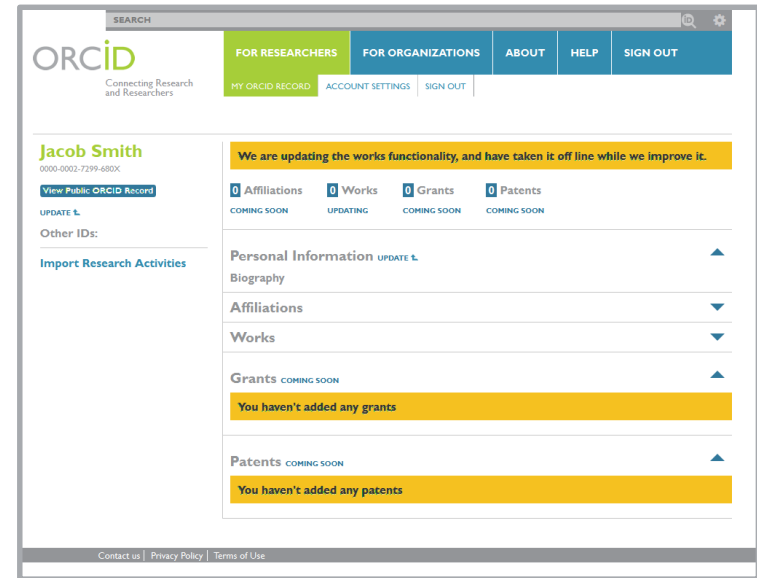 SEARCH
ORCiD
Connecting Research
and Researchers
FOR RESEARCHERS FOR ORGANIZATIONS ABOUT HELP SIGN OUT
MY ORCID RECORD ACCOUNT SETTINGS SIGN OUT
Jacob Smith
0000-0002-7299-680X
View Public ORCID Record
UPDATE
Other IDs:
Import Research Activities
We are updating the works functionality, and have taken it off line while we improve it.
0 Affiliations 0 Works 0 Grants 0 Patents
COMING SOON UPDATING COMING SOON COMING SOON
Personal Information UPDATE
Biography
Affiliations
Works
Grants COMING SOON
You haven't added any grants
Patents COMING SOON
You haven't added any patents
Contact us | Privacy Policy | Terms of Use